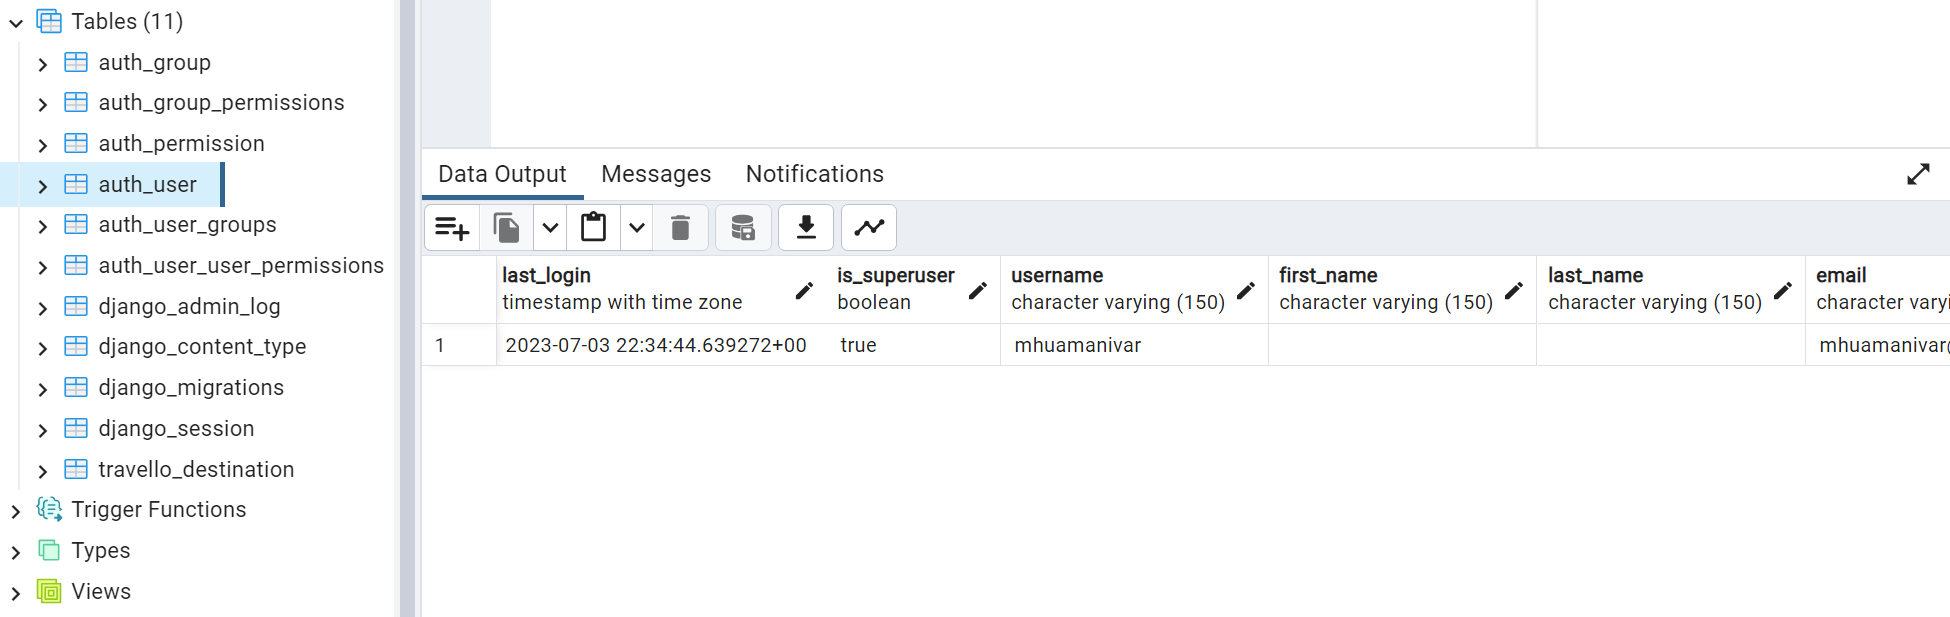 Tables (11)
auth_group
auth_group_permissions
auth_permission
auth_user
auth_user_groups
auth_user_user_permissions
django_admin_log
django_content_type
django_migrations
django_session
travello_destination
Trigger Functions
Types
Views
Data Output Messages Notifications
last_login is_superuser username first_name last_name email
timestamp with time zone boolean character varying (150) character varying (150) character varying (150) character varyi
1 2023-07-03 22:34:44.639272+00 true mhuamanivar mhuamanivar@